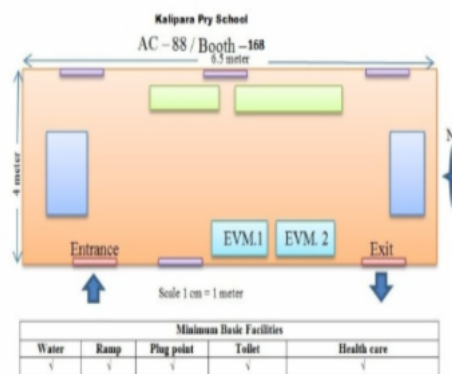 Kalipara Pry School
AC – 88 / Booth – 168
6.5 meter
4 meter
N
EVM.1 EVM. 2
Entrance Exit
Scale 1 cm = 1 meter
Minimum Basic Facilities
Water Ramp Plug point Toilet Health care
√ √ √ √ √